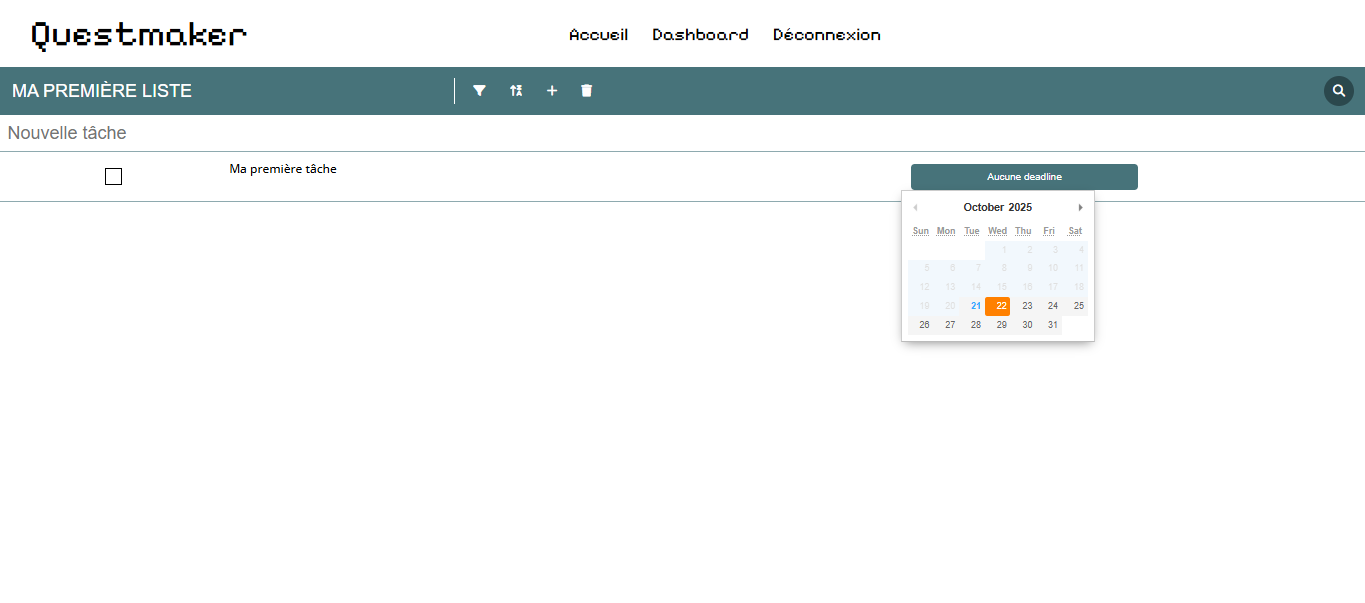 Questmaker
Accueil Dashboard Déconnexion
MA PREMIÈRE LISTE
Nouvelle tâche
Ma première tâche
Aucune deadline
October 2025
Sun Mon Tue Wed Thu Fri Sat
1 2 3 4
5 6 7 8 9 10 11
12 13 14 15 16 17 18
19 20 21 22 23 24 25
26 27 28 29 30 31